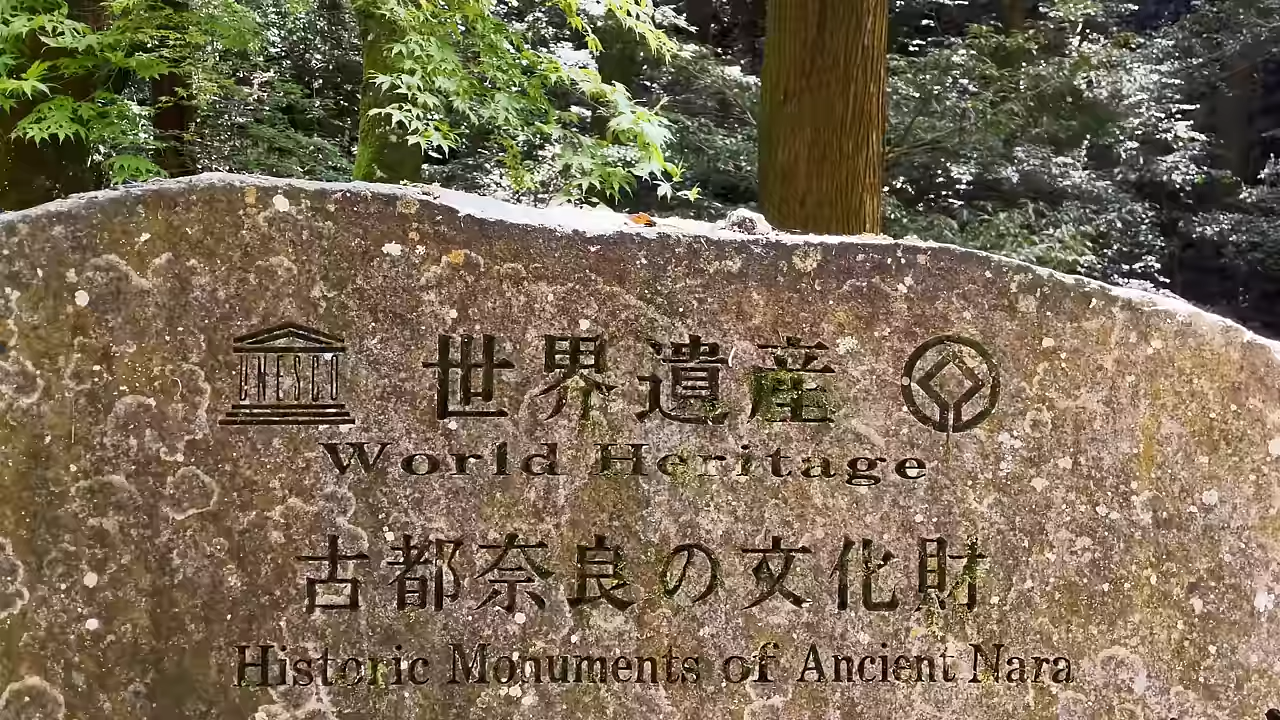 UNESCO 世界遺産
World Heritage
古都奈良の文化財
Historic Monuments of Ancient Nara